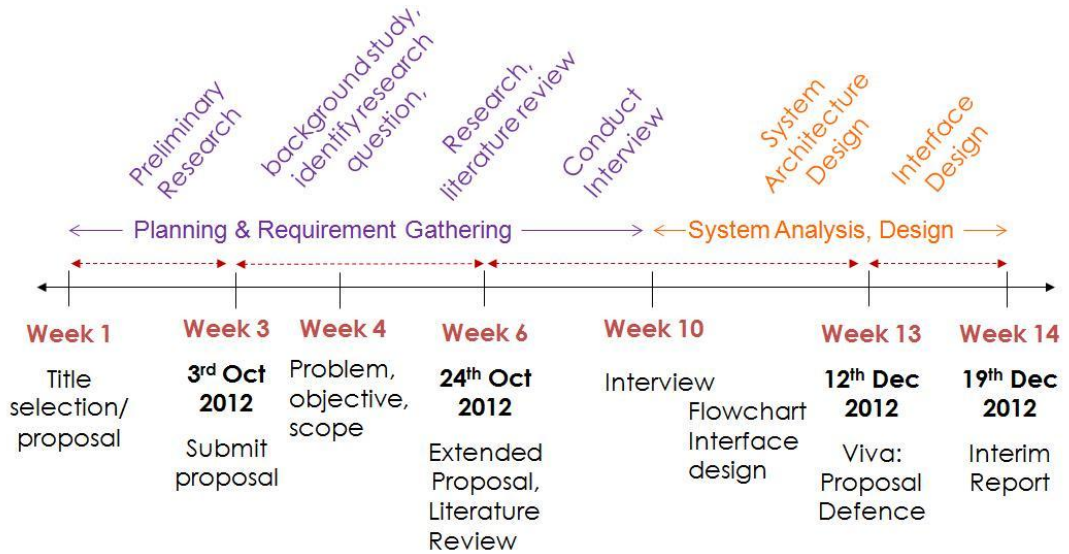 Preliminary
Research
background study,
identify research
question,
Research,
literature review
Conduct
Interview
System
Architecture
Design
Interface
Design
Planning & Requirement Gathering
System Analysis, Design
Week 1
Title
selection/
proposal
Week 3
3rd Oct
2012
Submit
proposal
Week 4
Problem,
objective,
scope
Week 6
24th Oct
2012
Extended
Proposal,
Literature
Review
Week 10
Interview
Flowchart
Interface
design
Week 13
12th Dec
2012
Viva:
Proposal
Defence
Week 14
19th Dec
2012
Interim
Report